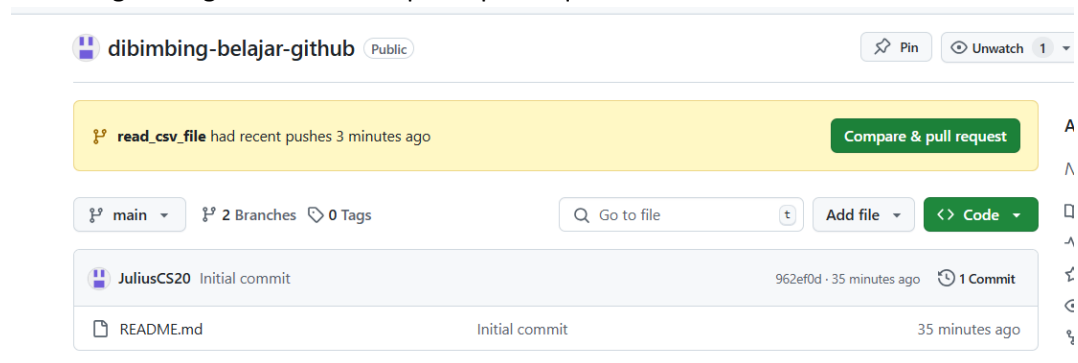 dibimbing-belajar-github Public Pin Unwatch 1
read_csv_file had recent pushes 3 minutes ago Compare & pull request
main 2 Branches 0 Tags Go to file t Add file Code
JuliusCS20 Initial commit 962ef0d · 35 minutes ago 1 Commit
README.md Initial commit 35 minutes ago